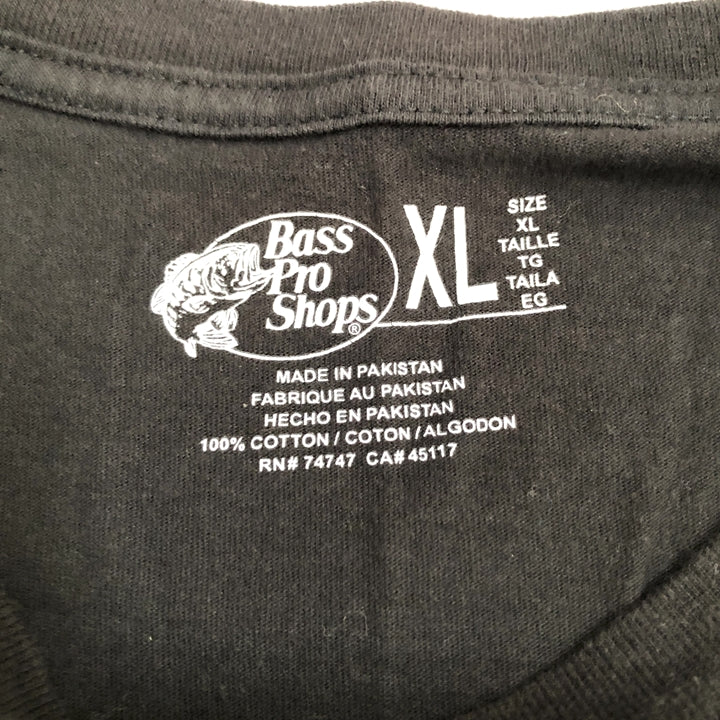 Bass
Pro
Shops®
XL
SIZE
XL
TAILLE
TG
TAILA
EG
MADE IN PAKISTAN
FABRIQUE AU PAKISTAN
HECHO EN PAKISTAN
100% COTTON / COTON / ALGODON
RN# 74747 CA# 45117